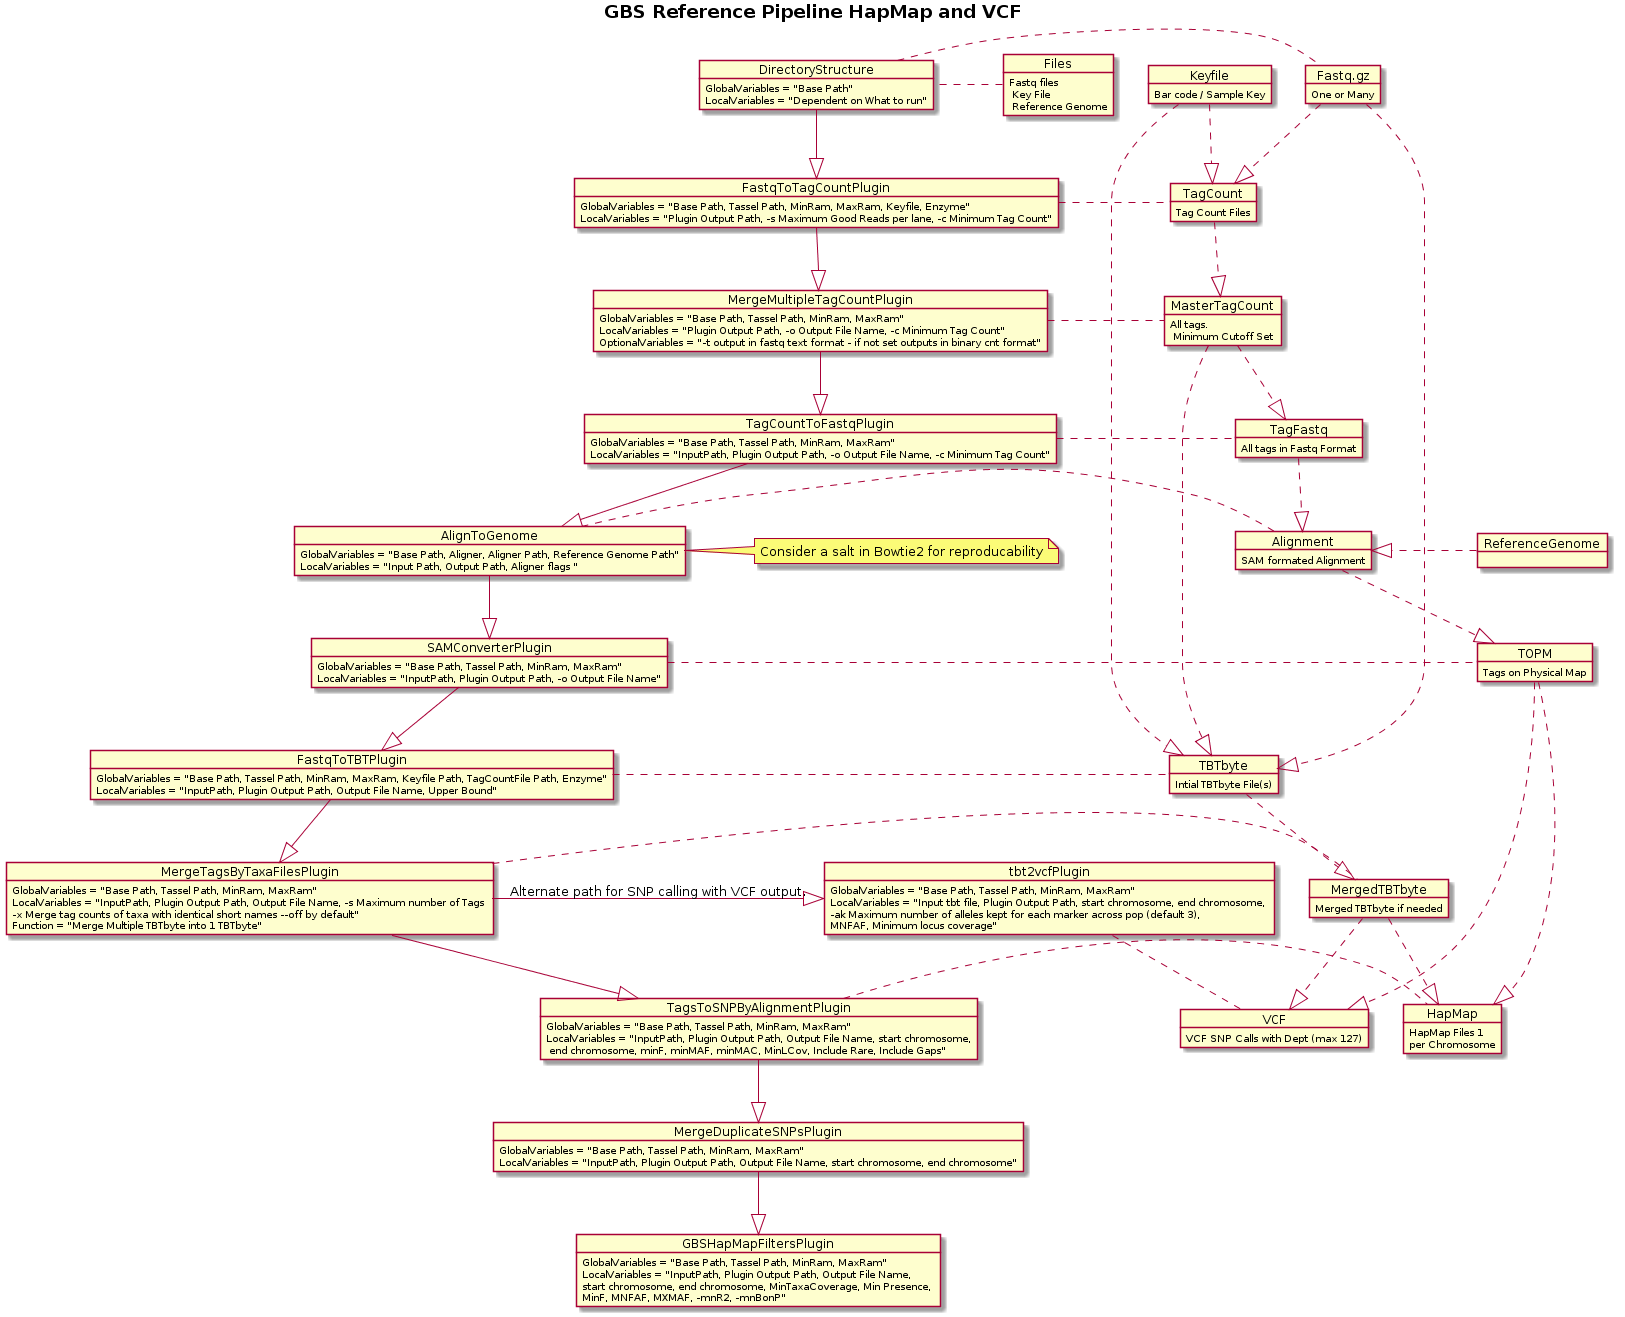 GBS Reference Pipeline HapMap and VCF
DirectoryStructure
GlobalVariables = "Base Path"
LocalVariables = "Dependent on What to run"
Files
Fastq files
Key File
Reference Genome
Keyfile
Bar code / Sample Key
Fastq.gz
One or Many
FastqToTagCountPlugin
GlobalVariables = "Base Path, Tassel Path, MinRam, MaxRam, Keyfile, Enzyme"
LocalVariables = "Plugin Output Path, -s Maximum Good Reads per lane, -c Minimum Tag Count"
TagCount
Tag Count Files
MergeMultipleTagCountPlugin
GlobalVariables = "Base Path, Tassel Path, MinRam, MaxRam"
LocalVariables = "Plugin Output Path, -o Output File Name, -c Minimum Tag Count"
OptionalVariables = "-t output in fastq text format - if not set outputs in binary cnt format"
MasterTagCount
All tags.
Minimum Cutoff Set
TagCountToFastqPlugin
GlobalVariables = "Base Path, Tassel Path, MinRam, MaxRam"
LocalVariables = "InputPath, Plugin Output Path, -o Output File Name, -c Minimum Tag Count"
TagFastq
All tags in Fastq Format
AlignToGenome
GlobalVariables = "Base Path, Aligner, Aligner Path, Reference Genome Path"
LocalVariables = "Input Path, Output Path, Aligner flags "
Consider a salt in Bowtie2 for reproducability
Alignment
SAM formated Alignment
ReferenceGenome
SAMConverterPlugin
GlobalVariables = "Base Path, Tassel Path, MinRam, MaxRam"
LocalVariables = "InputPath, Plugin Output Path, -o Output File Name"
TOPM
Tags on Physical Map
FastqToTBTPlugin
GlobalVariables = "Base Path, Tassel Path, MinRam, MaxRam, Keyfile Path, TagCountFile Path, Enzyme"
LocalVariables = "InputPath, Plugin Output Path, Output File Name, Upper Bound"
TBTbyte
Intial TBTbyte File(s)
MergeTagsByTaxaFilesPlugin
GlobalVariables = "Base Path, Tassel Path, MinRam, MaxRam"
LocalVariables = "InputPath, Plugin Output Path, Output File Name, -s Maximum number of Tags
-x Merge tag counts of taxa with identical short names --off by default"
Function = "Merge Multiple TBTbyte into 1 TBTbyte"
Alternate path for SNP calling with VCF output.
tbt2vcfPlugin
GlobalVariables = "Base Path, Tassel Path, MinRam, MaxRam"
LocalVariables = "Input tbt file, Plugin Output Path, start chromosome, end chromosome,
-ak Maximum number of alleles kept for each marker across pop (default 3),
MNFAF, Minimum locus coverage"
MergedTBTbyte
Merged TBTbyte if needed
TagsToSNPByAlignmentPlugin
GlobalVariables = "Base Path, Tassel Path, MinRam, MaxRam"
LocalVariables = "InputPath, Plugin Output Path, Output File Name, start chromosome,
end chromosome, minF, minMAF, minMAC, MinLCov, Include Rare, Include Gaps"
VCF
VCF SNP Calls with Dept (max 127)
HapMap
HapMap Files 1
per Chromosome
MergeDuplicateSNPsPlugin
GlobalVariables = "Base Path, Tassel Path, MinRam, MaxRam"
LocalVariables = "InputPath, Plugin Output Path, Output File Name, start chromosome, end chromosome"
GBSHapMapFiltersPlugin
GlobalVariables = "Base Path, Tassel Path, MinRam, MaxRam"
LocalVariables = "InputPath, Plugin Output Path, Output File Name,
start chromosome, end chromosome, MinTaxaCoverage, Min Presence,
MinF, MNFAF, MXMAF, -mnR2, -mnBonP"